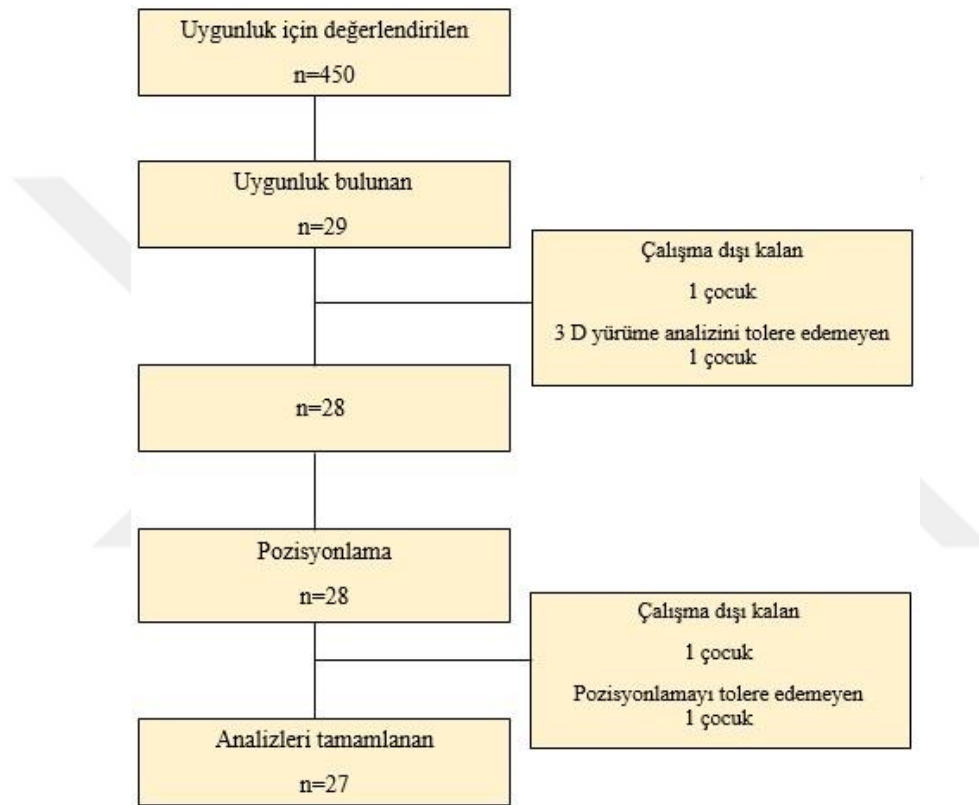 Uygunluk için değerlendirilen
n=450
Uygunluk bulunan
n=29
Çalışma dışı kalan
1 çocuk
3 D yürüme analizini tolere edemeyen
1 çocuk
n=28
Pozisyonlama
n=28
Çalışma dışı kalan
1 çocuk
Pozisyonlamayı tolere edemeyen
1 çocuk
Analizleri tamamlanan
n=27